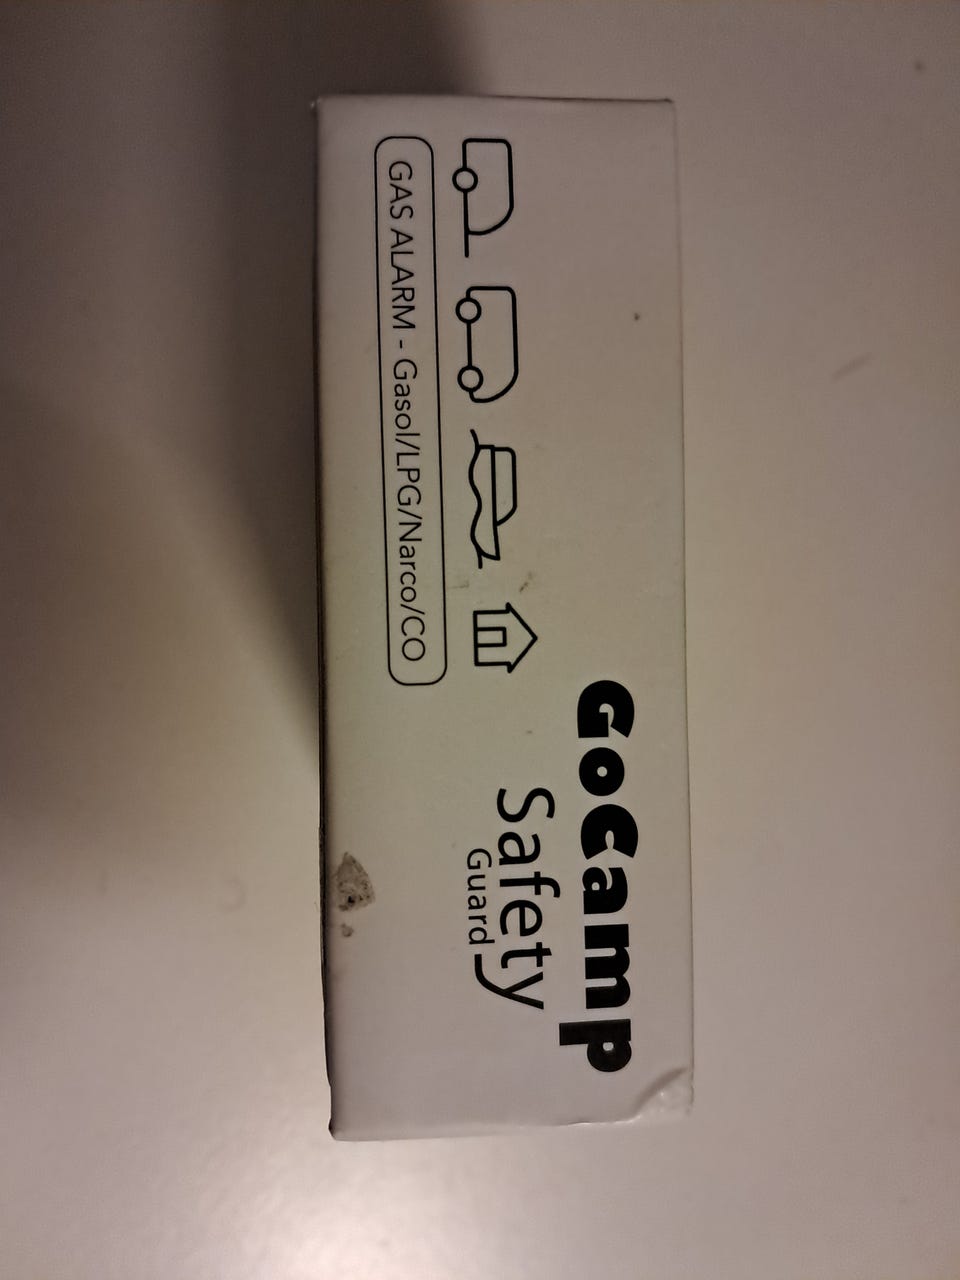 GoCamp
Safety
Guard
GAS ALARM - Gasol/LPG/Narco/CO